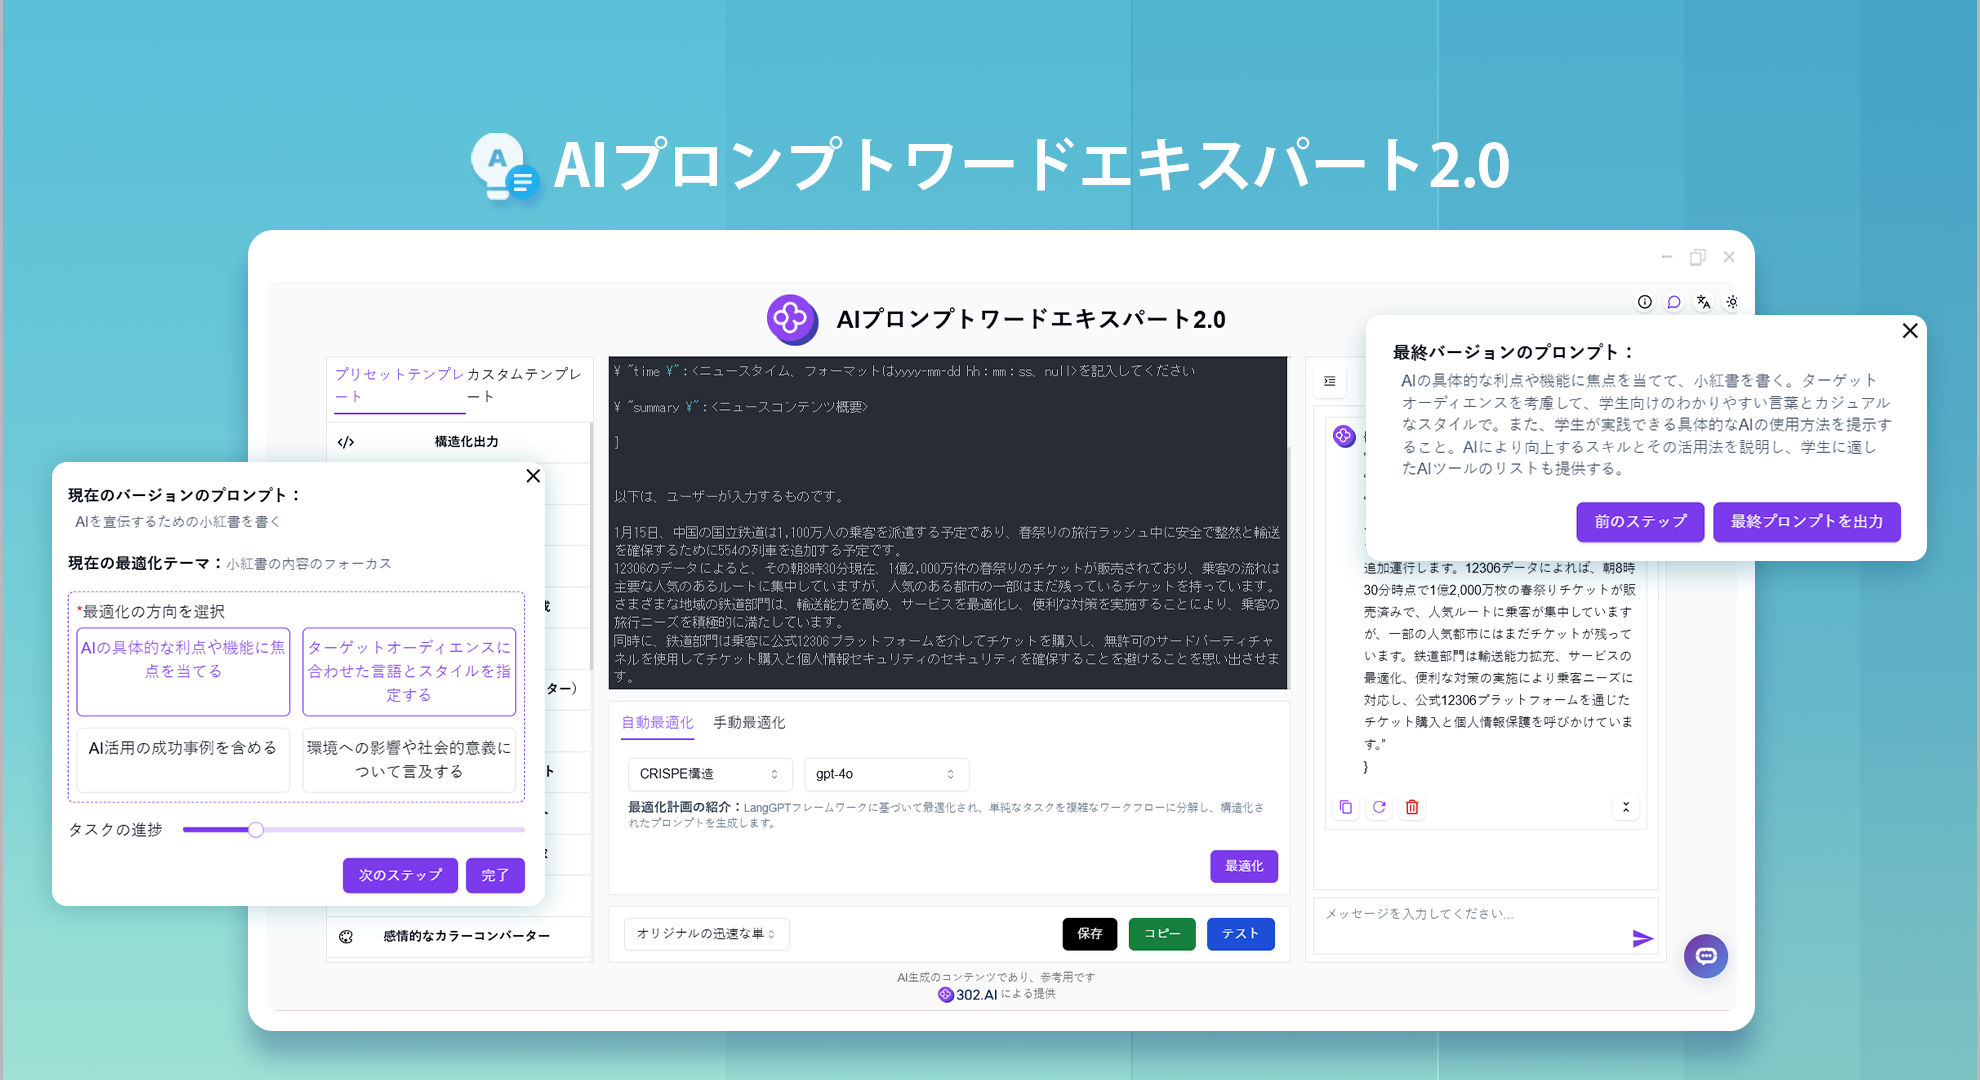 AIプロンプトワードエキスパート2.0
AIプロンプトワードエキスパート2.0
プリセットテンプレ
ート
カスタムテンプレ
ート
構造化出力
現在のバージョンのプロンプト：
AIを宣伝するための小紅書を書く
現在の最適化テーマ：小紅書の内容のフォーカス
*最適化の方向を選択
AIの具体的な利点や機能に焦
点を当てる
ターゲットオーディエンスに
合わせた言語とスタイルを指
定する
AI活用の成功事例を含める
環境への影響や社会的意義に
ついて言及する
タスクの進捗
次のステップ
完了
ター）
ト
感情的なカラーコンバーター
¥ "time ¥":<ニュースタイム、フォーマットはyyyy-mm-dd hh：mm：ss、null>を記入してください
¥ "summary ¥":<ニュースコンテンツ概要>
]
以下は、ユーザーが入力するものです。
1月15日、中国の国立鉄道は1,100万人の乗客を派遣する予定であり、春祭りの旅行ラッシュ中に安全で整然と輸送
を確保するために554の列車を追加する予定です。
12306のデータによると、その朝8時30分現在、1億2,000万件の春祭りのチケットが販売されており、乗客の流れは
主要な人気のあるルートに集中していますが、人気のある都市の一部はまだ残っているチケットを持っています。
さまざまな地域の鉄道部門は、輸送能力を高め、サービスを最適化し、便利な対策を実施することにより、乗客の
旅行ニーズを積極的に満たしています。
同時に、鉄道部門は乗客に公式12306プラットフォームを介してチケットを購入し、無許可のサードパーティチャ
ネルを使用してチケット購入と個人情報セキュリティのセキュリティを確保することを避けることを思い出させま
す。
自動最適化
手動最適化
CRISPE構造
gpt-4o
最適化計画の紹介：LangGPTフレームワークに基づいて最適化され、単純なタスクを複雑なワークフローに分解し、構造化さ
れたプロンプトを生成します。
最適化
オリジナルの迅速な単
保存
コピー
テスト
最終バージョンのプロンプト：
AIの具体的な利点や機能に焦点を当てて、小紅書を書く。ターゲット
オーディエンスを考慮して、学生向けのわかりやすい言葉とカジュアル
なスタイルで。また、学生が実践できる具体的なAIの使用方法を提示す
ること。AIにより向上するスキルとその活用法を説明し、学生に適し
たAIツールのリストも提供する。
前のステップ
最終プロンプトを出力
追加運行します。12306データによれば、朝8時
30分時点で1億2,000万枚の春祭りチケットが販
売済みで、人気ルートに乗客が集中しています
が、一部の人気都市にはまだチケットが残って
います。鉄道部門は輸送能力拡充、サービスの
最適化、便利な対策の実施により乗客ニーズに
対応し、公式12306プラットフォームを通じた
チケット購入と個人情報保護を呼びかけていま
す。"
}
メッセージを入力してください...
AI生成のコンテンツであり、参考用です
302.AI による提供